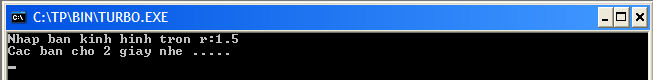 C:\TP\BIN\TURBO.EXE
Nhap ban kinh hinh tron r:1.5
Cac ban cho 2 giay nhe .....